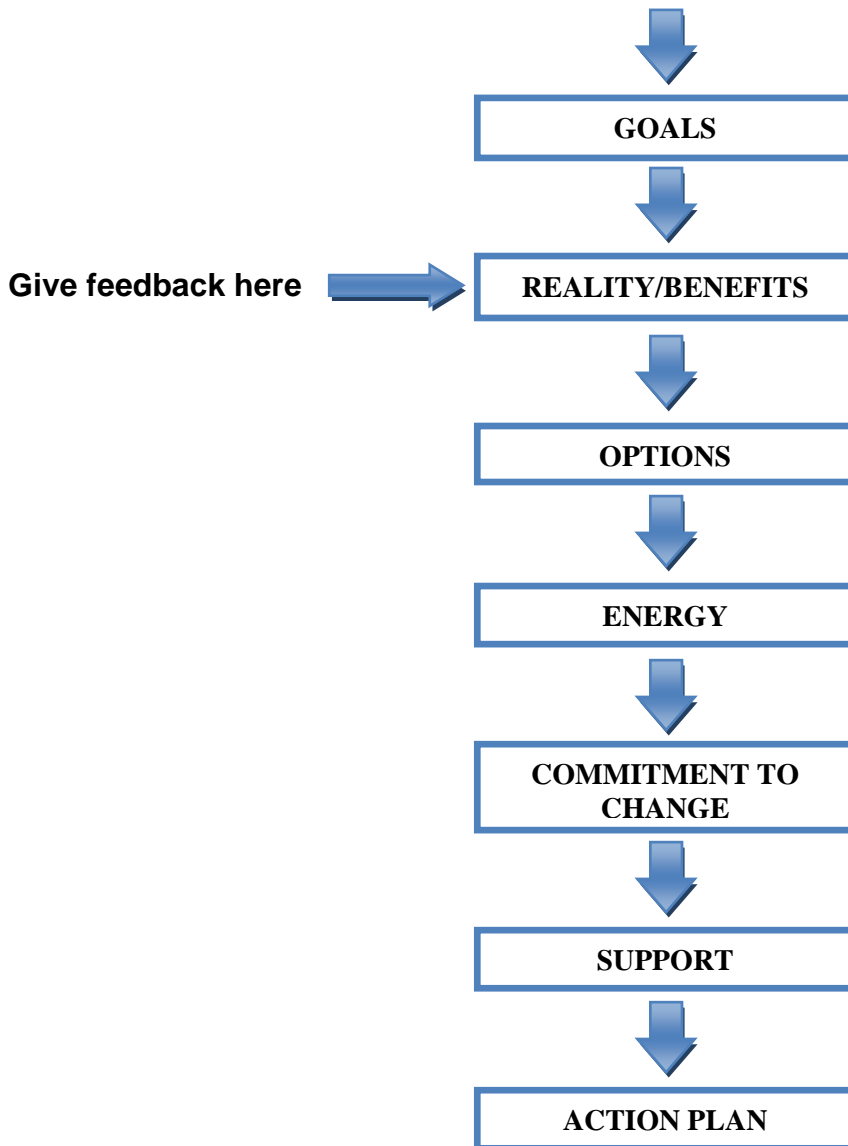 GOALS
Give feedback here
REALITY/BENEFITS
OPTIONS
ENERGY
COMMITMENT TO
CHANGE
SUPPORT
ACTION PLAN